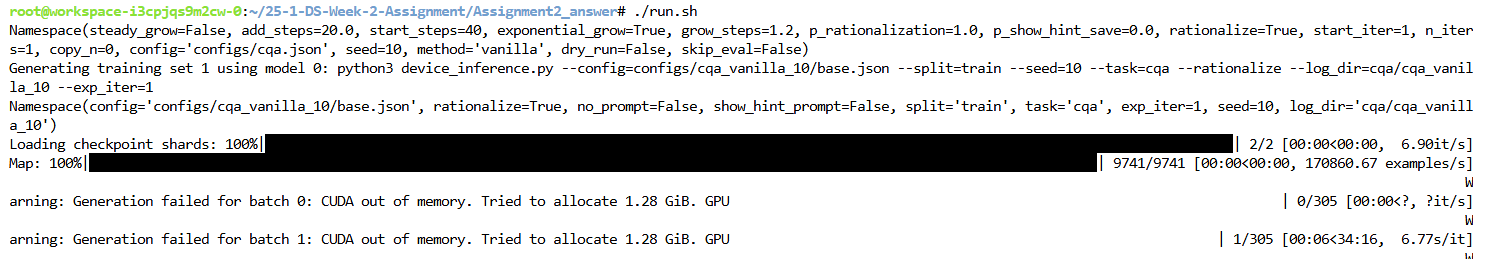 root@workspace-i3cpjqs9m2cw-0:~/25-1-DS-Week-2-Assignment/Assignment2_answer# ./run.sh
Namespace(steady_grow=False, add_steps=20.0, start_steps=40, exponential_grow=True, grow_steps=1.2, p_rationalization=1.0, p_show_hint_save=0.0, rationalize=True, start_iter=1, n_iter
s=1, copy_n=0, config='configs/cqa.json', seed=10, method='vanilla', dry_run=False, skip_eval=False)
Generating training set 1 using model 0: python3 device_inference.py --config=configs/cqa_vanilla_10/base.json --split=train --seed=10 --task=cqa --rationalize --log_dir=cqa/cqa_vanil
la_10 --exp_iter=1
Namespace(config='configs/cqa_vanilla_10/base.json', rationalize=True, no_prompt=False, show_hint_prompt=False, split='train', task='cqa', exp_iter=1, seed=10, log_dir='cqa/cqa_vanill
a_10')
Loading checkpoint shards: 100%| | 2/2 [00:00<00:00, 6.90it/s]
Map: 100%| | 9741/9741 [00:00<00:00, 170860.67 examples/s]
W
arning: Generation failed for batch 0: CUDA out of memory. Tried to allocate 1.28 GiB. GPU | 0/305 [00:00<?, ?it/s]
W
arning: Generation failed for batch 1: CUDA out of memory. Tried to allocate 1.28 GiB. GPU | 1/305 [00:06<34:16, 6.77s/it]
W